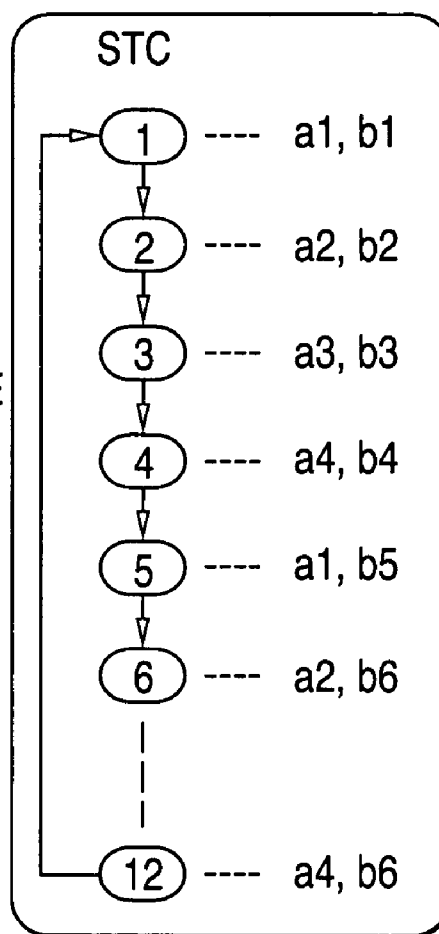 STC
1 ---- a1, b1
2 ---- a2, b2
3 ---- a3, b3
4 ---- a4, b4
5 ---- a1, b5
6 ---- a2, b6
12 ---- a4, b6